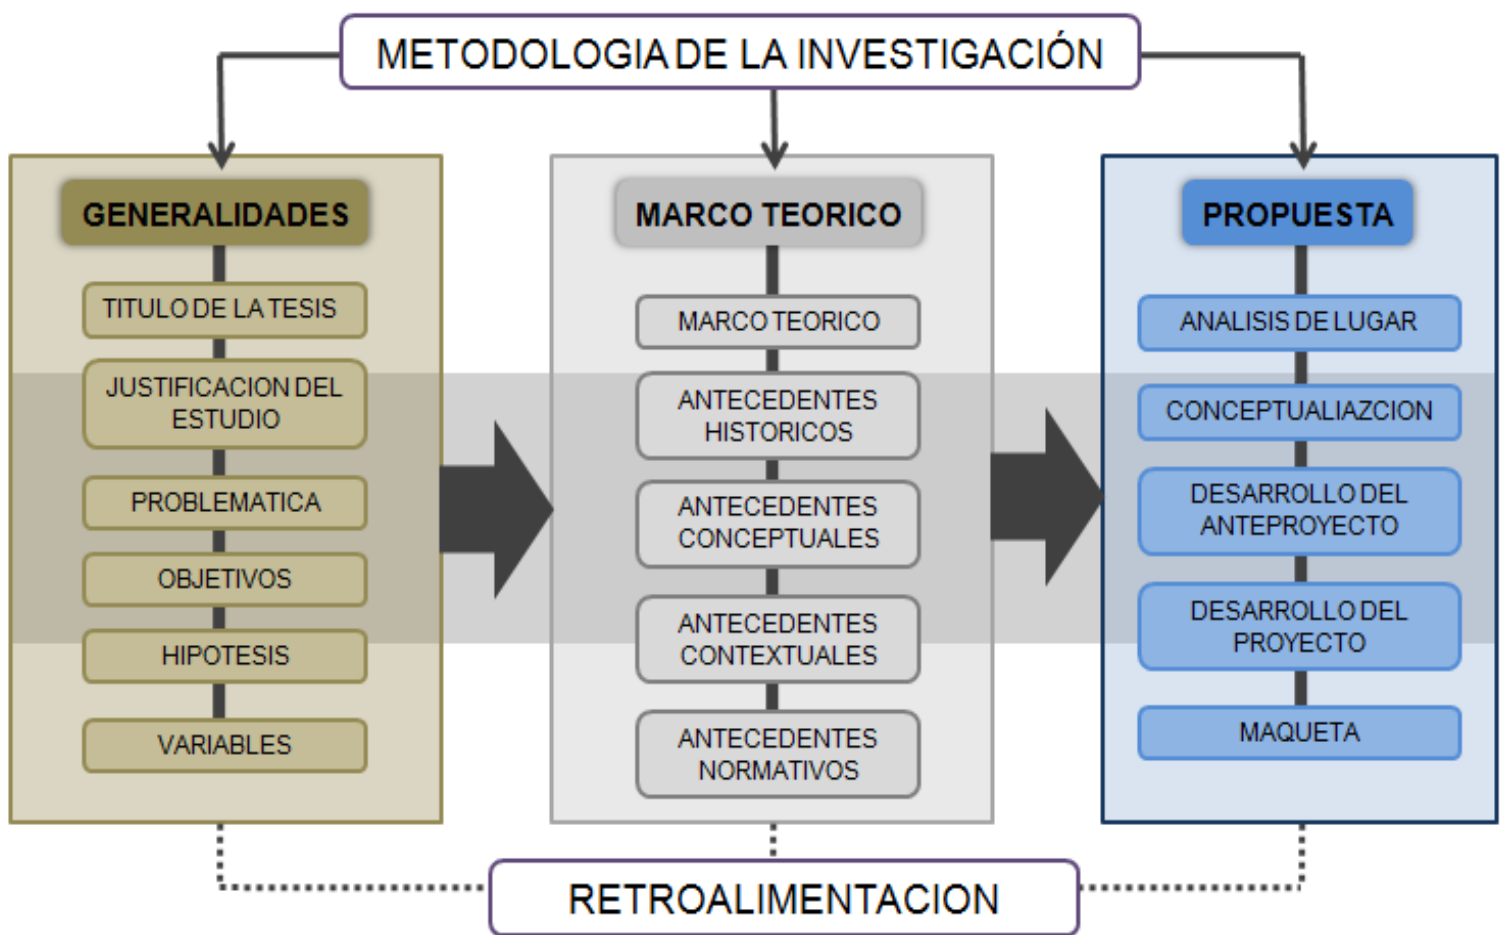 METODOLOGIA DE LA INVESTIGACIÓN
GENERALIDADES
TITULO DE LA TESIS
JUSTIFICACION DEL
ESTUDIO
PROBLEMATICA
OBJETIVOS
HIPOTESIS
VARIABLES
MARCO TEORICO
MARCO TEORICO
ANTECEDENTES
HISTORICOS
ANTECEDENTES
CONCEPTUALES
ANTECEDENTES
CONTEXTUALES
ANTECEDENTES
NORMATIVOS
PROPUESTA
ANALISIS DE LUGAR
CONCEPTUALIAZCION
DESARROLLO DEL
ANTEPROYECTO
DESARROLLO DEL
PROYECTO
MAQUETA
RETROALIMENTACION